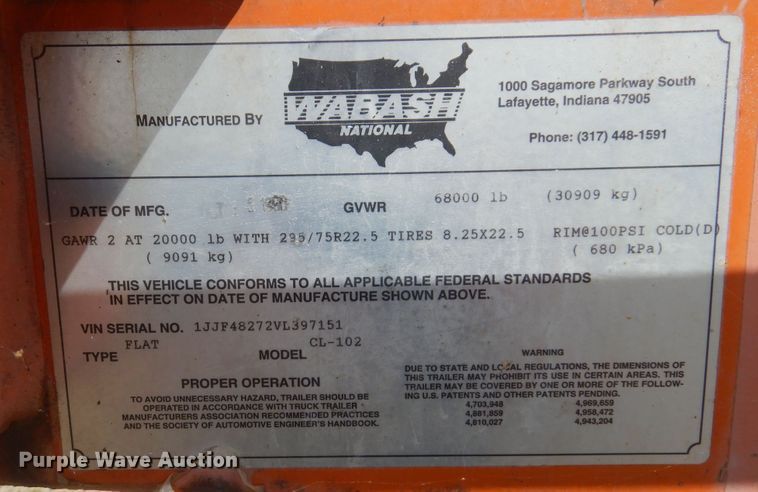 MANUFACTURED BY
WABASH
NATIONAL
1000 Sagamore Parkway South
Lafayette, Indiana 47905
Phone: (317) 448-1591
DATE OF MFG.
GVWR 68000 lb (30909 kg)
GAWR 2 AT 20000 lb WITH 295/75R22.5 TIRES 8.25X22.5 RIM@100PSI COLD(D)
( 9091 kg) ( 680 kPa)
THIS VEHICLE CONFORMS TO ALL APPLICABLE FEDERAL STANDARDS
IN EFFECT ON DATE OF MANUFACTURE SHOWN ABOVE.
VIN SERIAL NO. 1JJF48272VL397151
TYPE FLAT MODEL CL-102
PROPER OPERATION
TO AVOID UNNECESSARY HAZARD, TRAILER SHOULD BE
OPERATED IN ACCORDANCE WITH TRUCK TRAILER
MANUFACTURERS ASSOCIATION RECOMMENDED PRACTICES
AND THE SOCIETY OF AUTOMOTIVE ENGINEER'S HANDBOOK.
WARNING
DUE TO STATE AND LOCAL REGULATIONS, THE DIMENSIONS OF
THIS TRAILER MAY PROHIBIT ITS USE IN CERTAIN AREAS. THIS
TRAILER MAY BE COVERED BY ONE OR MORE OF THE FOLLOW-
ING U.S. PATENTS AND OTHER PATENTS PENDING.
4,703,948 4,969,659
4,881,859 4,958,472
4,810,027 4,943,204
Purple Wave Auction